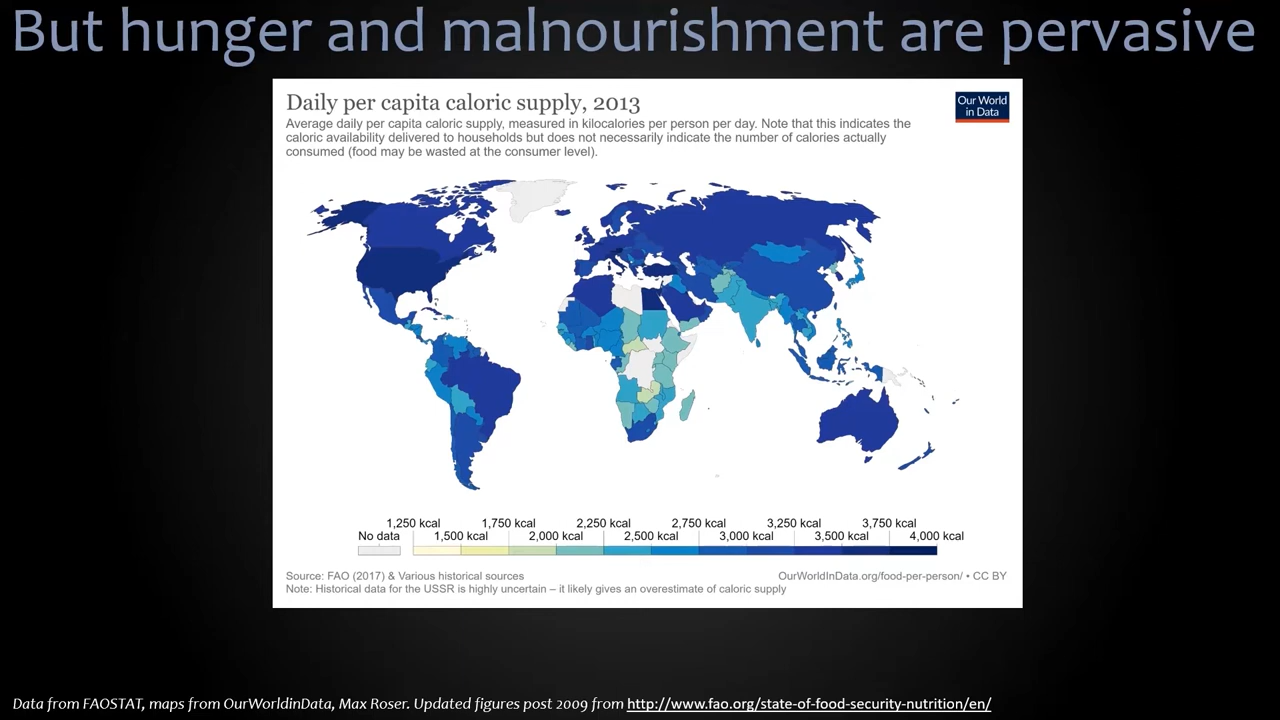 But hunger and malnourishment are pervasive
Daily per capita caloric supply, 2013
Our World
in Data
Average daily per capita caloric supply, measured in kilocalories per person per day. Note that this indicates the
caloric availability delivered to households but does not necessarily indicate the number of calories actually
consumed (food may be wasted at the consumer level).
1,250 kcal 1,750 kcal 2,250 kcal 2,750 kcal 3,250 kcal 3,750 kcal
No data 1,500 kcal 2,000 kcal 2,500 kcal 3,000 kcal 3,500 kcal 4,000 kcal
Source: FAO (2017) & Various historical sources OurWorldInData.org/food-per-person/ • CC BY
Note: Historical data for the USSR is highly uncertain – it likely gives an overestimate of caloric supply
Data from FAOSTAT, maps from OurWorldinData, Max Roser. Updated figures post 2009 from http://www.fao.org/state-of-food-security-nutrition/en/